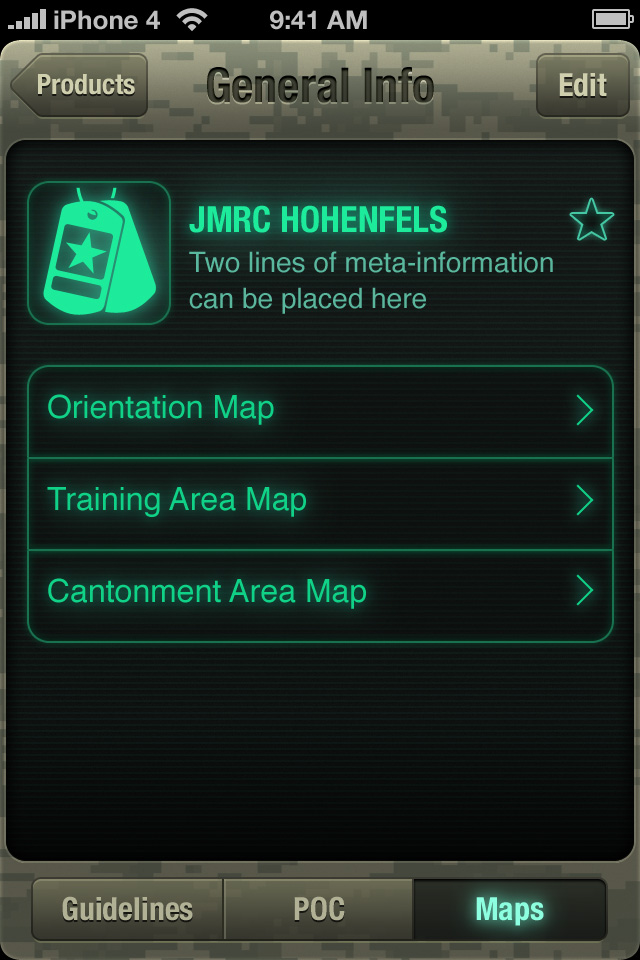 iPhone 4 9:41 AM
Products General Info Edit
JMRC HOHENFELS
Two lines of meta-information
can be placed here
Orientation Map
Training Area Map
Cantonment Area Map
Guidelines POC Maps